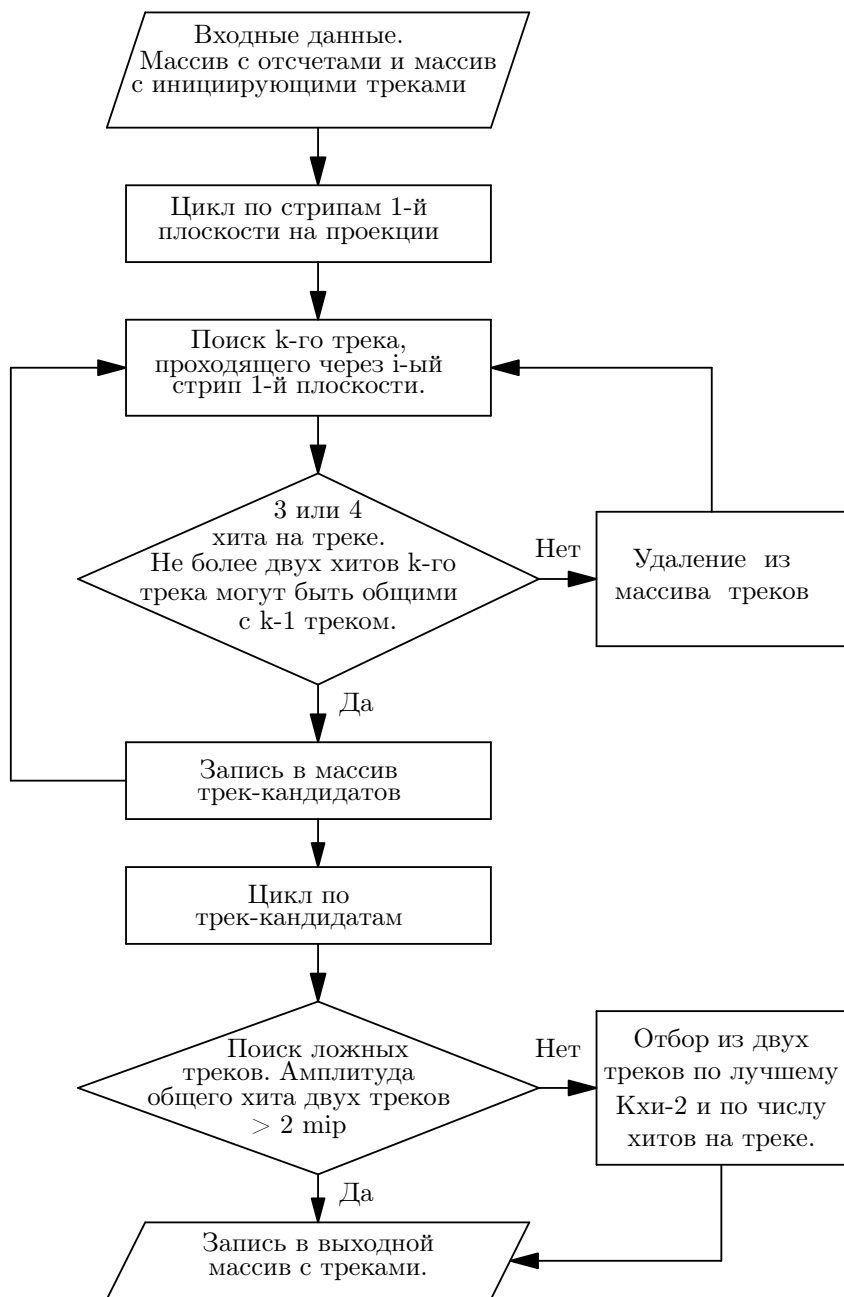 Входные данные.
Массив с отсчетами и массив
с инициирующими треками
Цикл по стрипам 1-й
плоскости на проекции
Поиск k-го трека,
проходящего через i-ый
стрип 1-й плоскости.
3 или 4
хита на треке.
Не более двух хитов k-го
трека могут быть общими
с k-1 треком.
Нет
Удаление из
массива треков
Да
Запись в массив
трек-кандидатов
Цикл по
трек-кандидатам
Поиск ложных
треков. Амплитуда
общего хита двух треков
> 2 mip
Нет
Отбор из двух
треков по лучшему
Kхи-2 и по числу
хитов на треке.
Да
Запись в выходной
массив с треками.